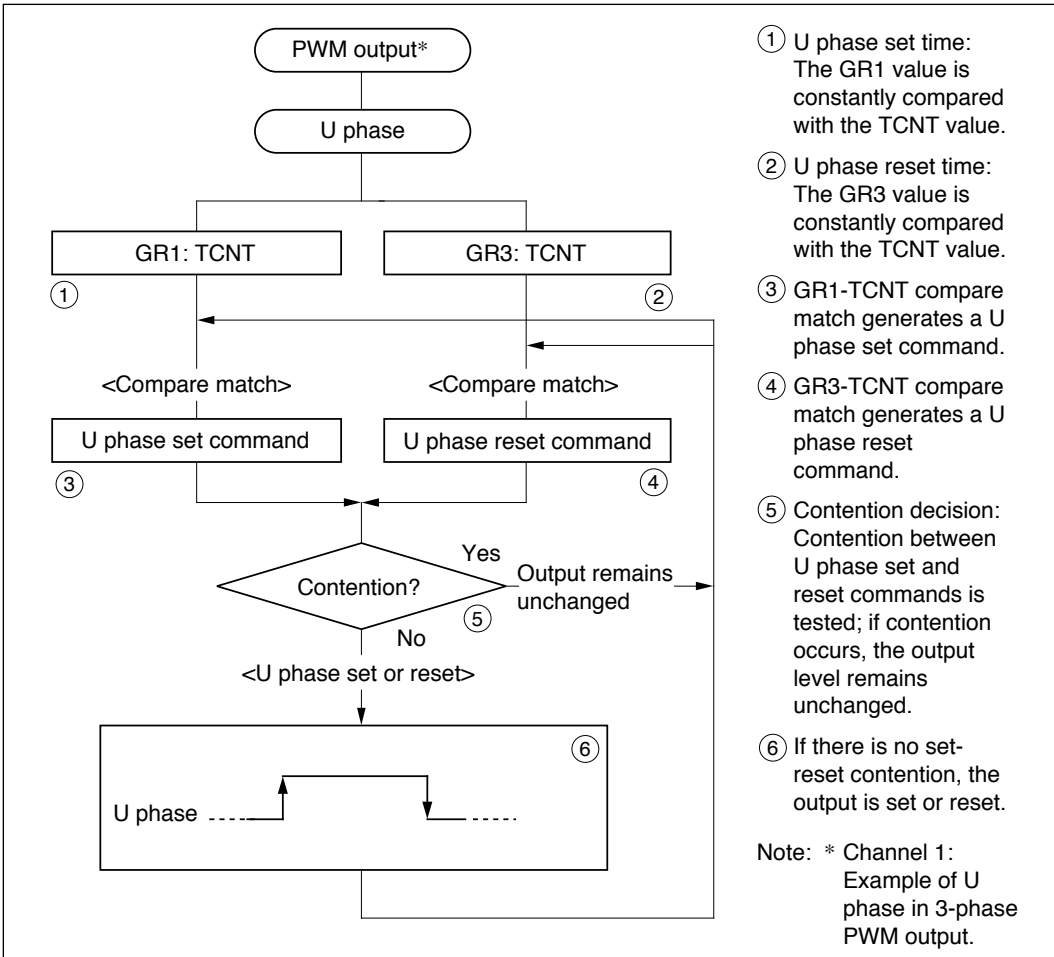 PWM output*
U phase
GR1: TCNT
GR3: TCNT
①
②
<Compare match>
<Compare match>
U phase set command
U phase reset command
③
④
Contention?
Yes
Output remains
unchanged
⑤
No
<U phase set or reset>
⑥
U phase
① U phase set time:
The GR1 value is
constantly compared
with the TCNT value.
② U phase reset time:
The GR3 value is
constantly compared
with the TCNT value.
③ GR1-TCNT compare
match generates a U
phase set command.
④ GR3-TCNT compare
match generates a U
phase reset
command.
⑤ Contention decision:
Contention between
U phase set and
reset commands is
tested; if contention
occurs, the output
level remains
unchanged.
⑥ If there is no set-
reset contention, the
output is set or reset.
Note: * Channel 1:
Example of U
phase in 3-phase
PWM output.